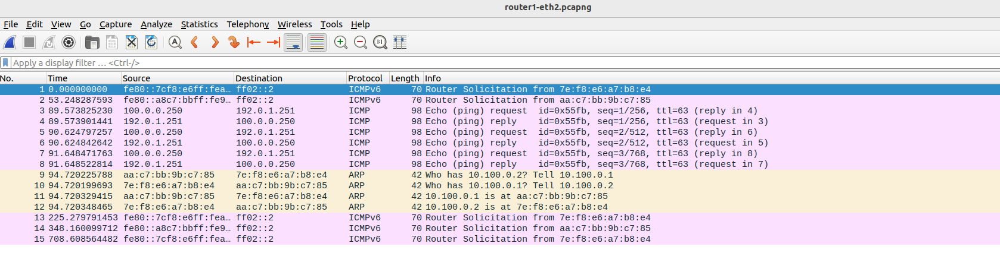 router1-eth2.pcapng
File Edit View Go Capture Analyze Statistics Telephony Wireless Tools Help
Apply a display filter … <Ctrl-/>
No. Time Source Destination Protocol Length Info
1 0.000000000 fe80::7cf8:e6ff:fea… ff02::2 ICMPv6 70 Router Solicitation from 7e:f8:e6:a7:b8:e4
2 53.248287593 fe80::a8c7:bbff:fe9… ff02::2 ICMPv6 70 Router Solicitation from aa:c7:bb:9b:c7:85
3 89.573825230 100.0.0.250 192.0.1.251 ICMP 98 Echo (ping) request id=0x55fb, seq=1/256, ttl=63 (reply in 4)
4 89.573901441 192.0.1.251 100.0.0.250 ICMP 98 Echo (ping) reply id=0x55fb, seq=1/256, ttl=63 (request in 3)
5 90.624797257 100.0.0.250 192.0.1.251 ICMP 98 Echo (ping) request id=0x55fb, seq=2/512, ttl=63 (reply in 6)
6 90.624842642 192.0.1.251 100.0.0.250 ICMP 98 Echo (ping) reply id=0x55fb, seq=2/512, ttl=63 (request in 5)
7 91.648471763 100.0.0.250 192.0.1.251 ICMP 98 Echo (ping) request id=0x55fb, seq=3/768, ttl=63 (reply in 8)
8 91.648522814 192.0.1.251 100.0.0.250 ICMP 98 Echo (ping) reply id=0x55fb, seq=3/768, ttl=63 (request in 7)
9 94.720225788 aa:c7:bb:9b:c7:85 7e:f8:e6:a7:b8:e4 ARP 42 Who has 10.100.0.2? Tell 10.100.0.1
10 94.720199693 7e:f8:e6:a7:b8:e4 aa:c7:bb:9b:c7:85 ARP 42 Who has 10.100.0.1? Tell 10.100.0.2
11 94.720329415 aa:c7:bb:9b:c7:85 7e:f8:e6:a7:b8:e4 ARP 42 10.100.0.1 is at aa:c7:bb:9b:c7:85
12 94.720348465 7e:f8:e6:a7:b8:e4 aa:c7:bb:9b:c7:85 ARP 42 10.100.0.2 is at 7e:f8:e6:a7:b8:e4
13 225.279791453 fe80::7cf8:e6ff:fea… ff02::2 ICMPv6 70 Router Solicitation from 7e:f8:e6:a7:b8:e4
14 348.160099712 fe80::a8c7:bbff:fe9… ff02::2 ICMPv6 70 Router Solicitation from aa:c7:bb:9b:c7:85
15 708.608564482 fe80::7cf8:e6ff:fea… ff02::2 ICMPv6 70 Router Solicitation from 7e:f8:e6:a7:b8:e4